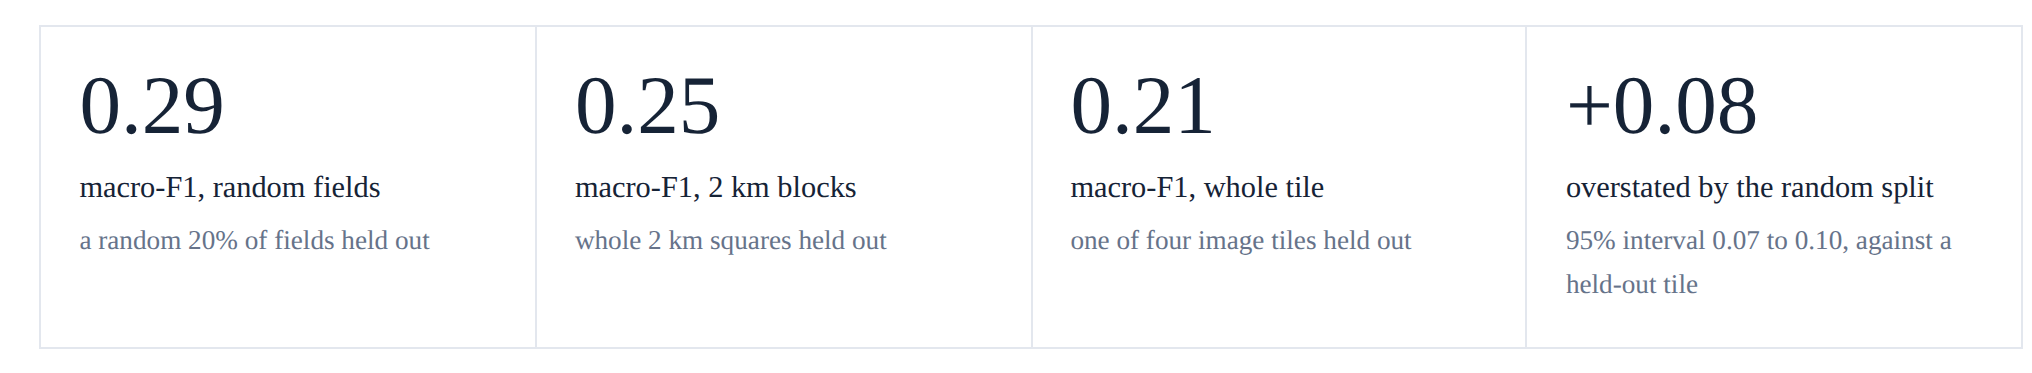 0.29
macro-F1, random fields
a random 20% of fields held out
0.25
macro-F1, 2 km blocks
whole 2 km squares held out
0.21
macro-F1, whole tile
one of four image tiles held out
+0.08
overstated by the random split
95% interval 0.07 to 0.10, against a
held-out tile